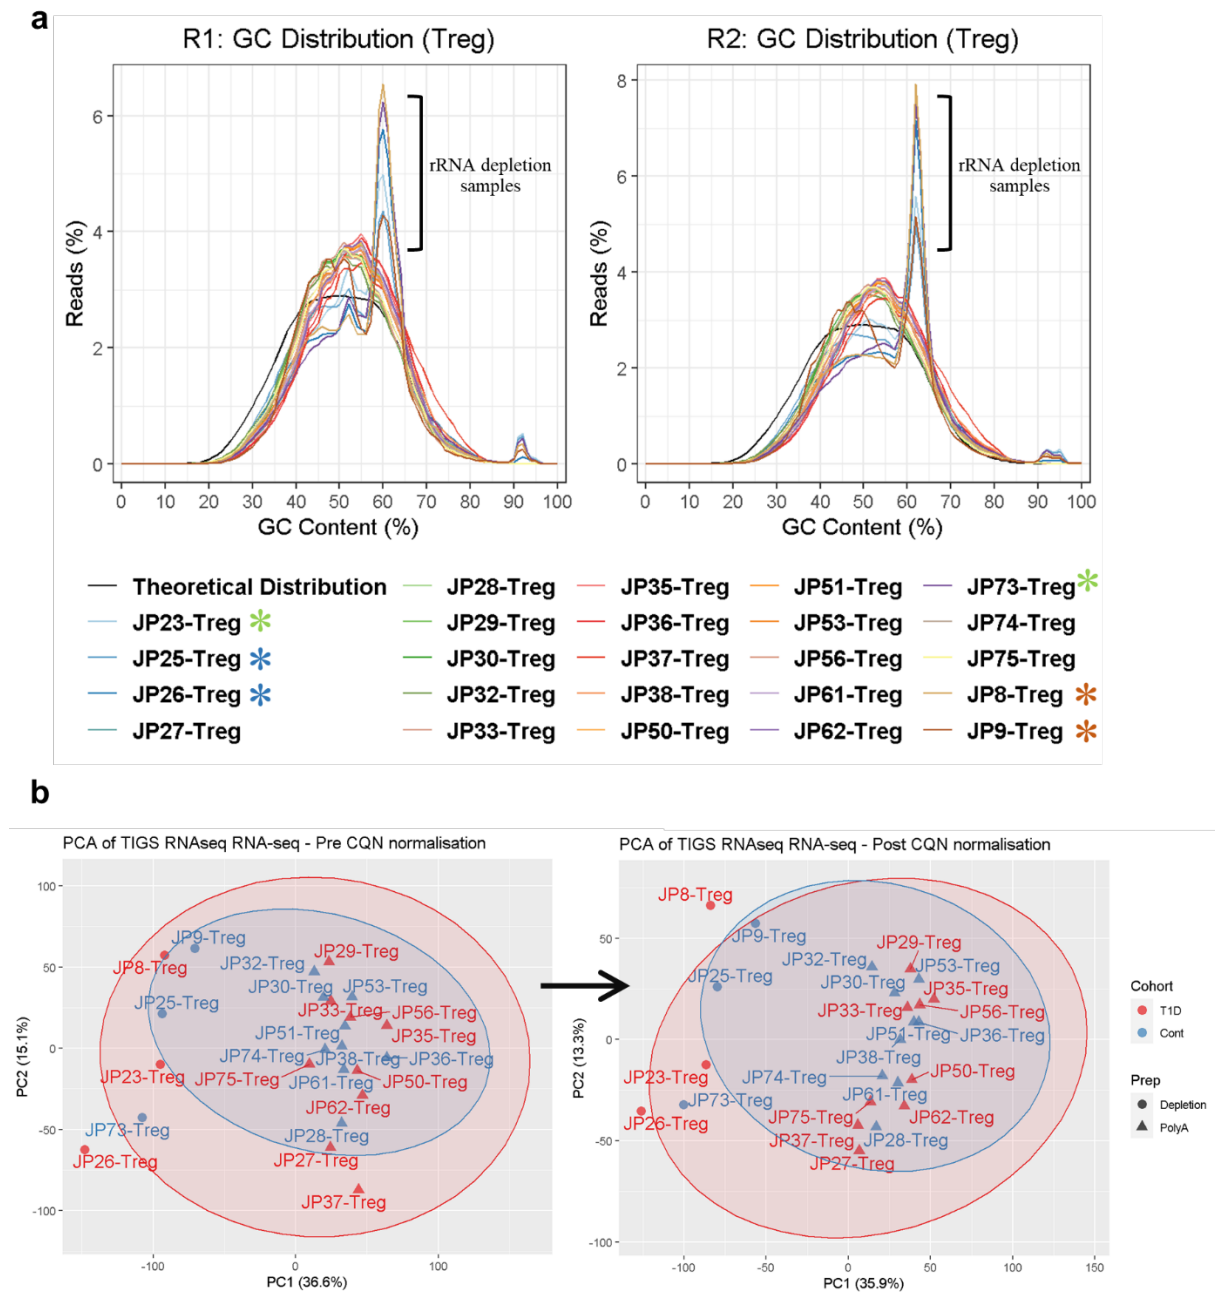 a
R1: GC Distribution (Treg)
R2: GC Distribution (Treg)
6
4
2
0
Reads (%)
rRNA depletion
samples
0 10 20 30 40 50 60 70 80 90 100
GC Content (%)
8
6
4
2
0
Reads (%)
rRNA depletion
samples
0 10 20 30 40 50 60 70 80 90 100
GC Content (%)
Theoretical Distribution JP28-Treg JP35-Treg JP51-Treg JP73-Treg *
JP23-Treg * JP29-Treg JP36-Treg JP53-Treg JP74-Treg
JP25-Treg * JP30-Treg JP37-Treg JP56-Treg JP75-Treg
JP26-Treg * JP32-Treg JP38-Treg JP61-Treg JP8-Treg *
JP27-Treg JP33-Treg JP50-Treg JP62-Treg JP9-Treg *
b
PCA of TIGS RNAseq RNA-seq - Pre CQN normalisation
100
50
0
-50
-100
PC2 (15.1%)
JP9-Treg
JP8-Treg
JP32-Treg
JP29-Treg
JP25-Treg
JP30-Treg
JP53-Treg
JP33-Treg
JP56-Treg
JP51-Treg
JP35-Treg
JP74-Treg
JP38-Treg
JP36-Treg
JP23-Treg
JP75-Treg
JP61-Treg
JP50-Treg
JP62-Treg
JP73-Treg
JP28-Treg
JP26-Treg
JP27-Treg
JP37-Treg
-100 0 100
PC1 (36.6%)
PCA of TIGS RNAseq RNA-seq - Post CQN normalisation
50
0
-50
-100
PC2 (13.3%)
JP8-Treg
JP9-Treg
JP29-Treg
JP32-Treg
JP53-Treg
JP25-Treg
JP30-Treg
JP35-Treg
JP33-Treg
JP56-Treg
JP51-Treg
JP36-Treg
JP38-Treg
JP23-Treg
JP74-Treg
JP50-Treg
JP73-Treg
JP61-Treg
JP26-Treg
JP75-Treg
JP62-Treg
JP37-Treg
JP28-Treg
JP27-Treg
-100 -50 0 50 100 150
PC1 (35.9%)
Cohort
T1D
Cont
Prep
Depletion
PolyA